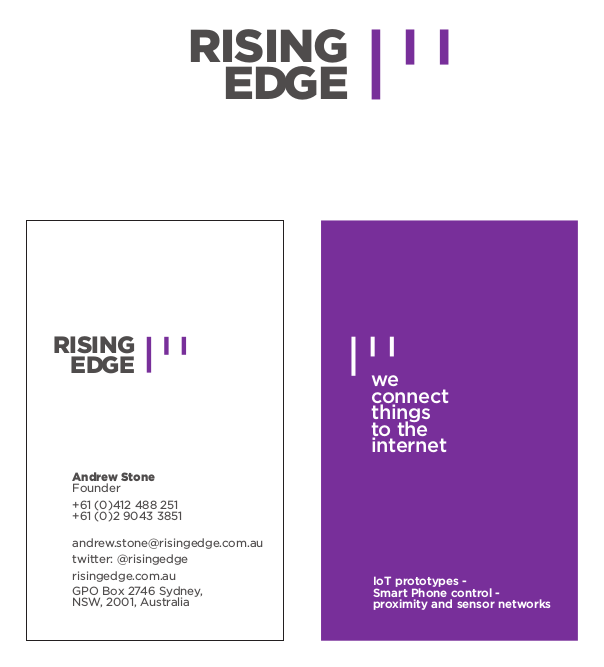 RISING
EDGE
RISING
EDGE
Andrew Stone
Founder
+61 (0)412 488 251
+61 (0)2 9043 3851
andrew.stone@risingedge.com.au
twitter: @risingedge
risingedge.com.au
GPO Box 2746 Sydney,
NSW, 2001, Australia
we
connect
things
to the
internet
IoT prototypes -
Smart Phone control -
proximity and sensor networks